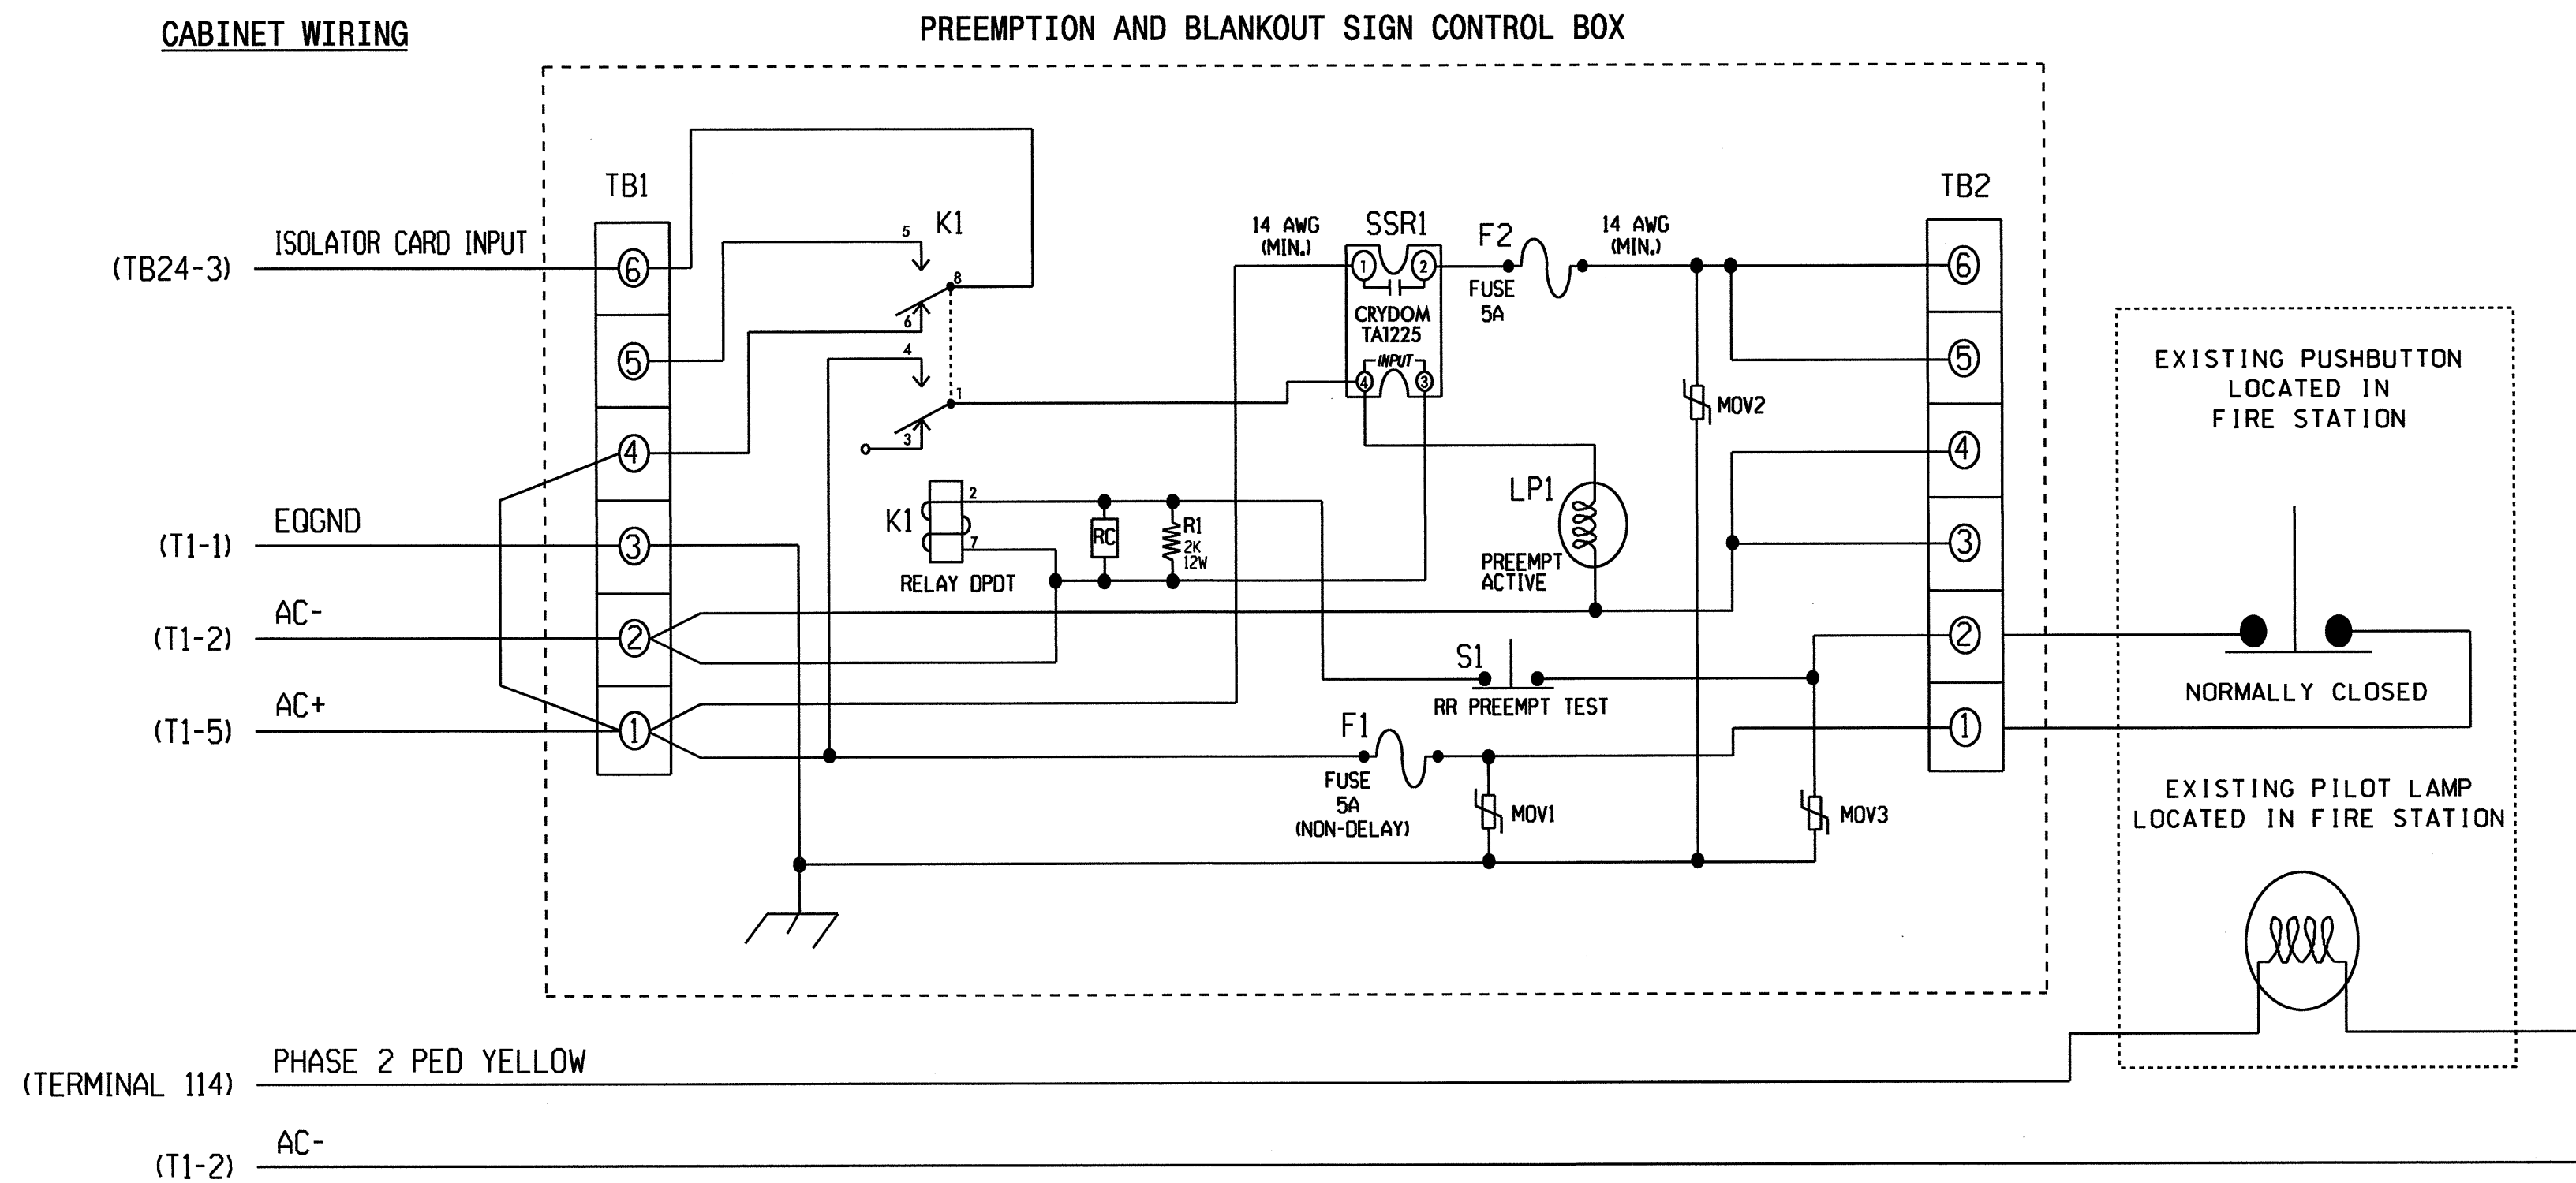 CABINET WIRING
PREEMPTION AND BLANKOUT SIGN CONTROL BOX
TB1
TB2
K1
14 AWG
(MIN.)
SSR1
F2
14 AWG
(MIN.)
ISOLATOR CARD INPUT
(TB24-3)
6
5
8
6
1
2
6
FUSE
5A
CRYDOM
TA1225
INPUT
4
3
5
4
1
3
5
MOV2
EXISTING PUSHBUTTON
LOCATED IN
FIRE STATION
4
4
EQGND
(T1-1)
3
K1
2
7
RC
R1
2K
12W
RELAY DPDT
LP1
PREEMPT
ACTIVE
3
AC-
(T1-2)
2
S1
RR PREEMPT TEST
2
NORMALLY CLOSED
AC+
(T1-5)
1
F1
FUSE
5A
(NON-DELAY)
MOV1
MOV3
1
EXISTING PILOT LAMP
LOCATED IN FIRE STATION
PHASE 2 PED YELLOW
(TERMINAL 114)
AC-
(T1-2)